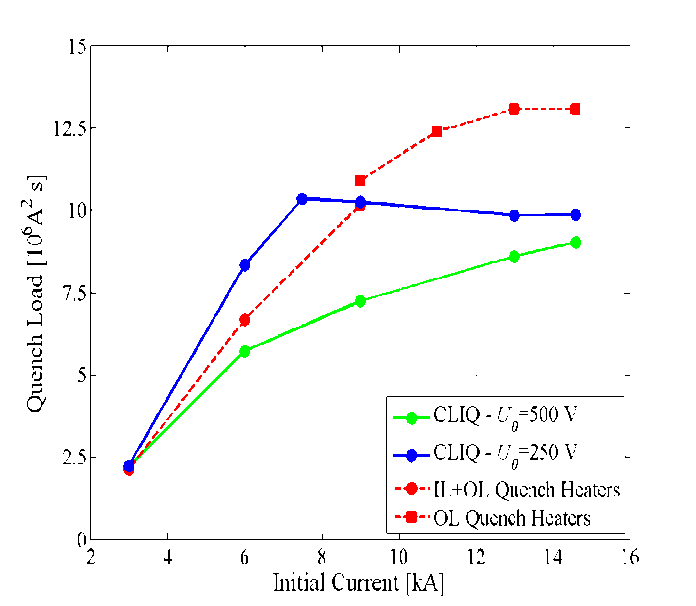 15
12.5
10
7.5
5
2.5
0
2
4
6
8
10
12
14
16
Quench Load [10⁶A² s]
Initial Current [kA]
CLIQ - U₀=500 V
CLIQ - U₀=250 V
IL+OL Quench Heaters
OL Quench Heaters